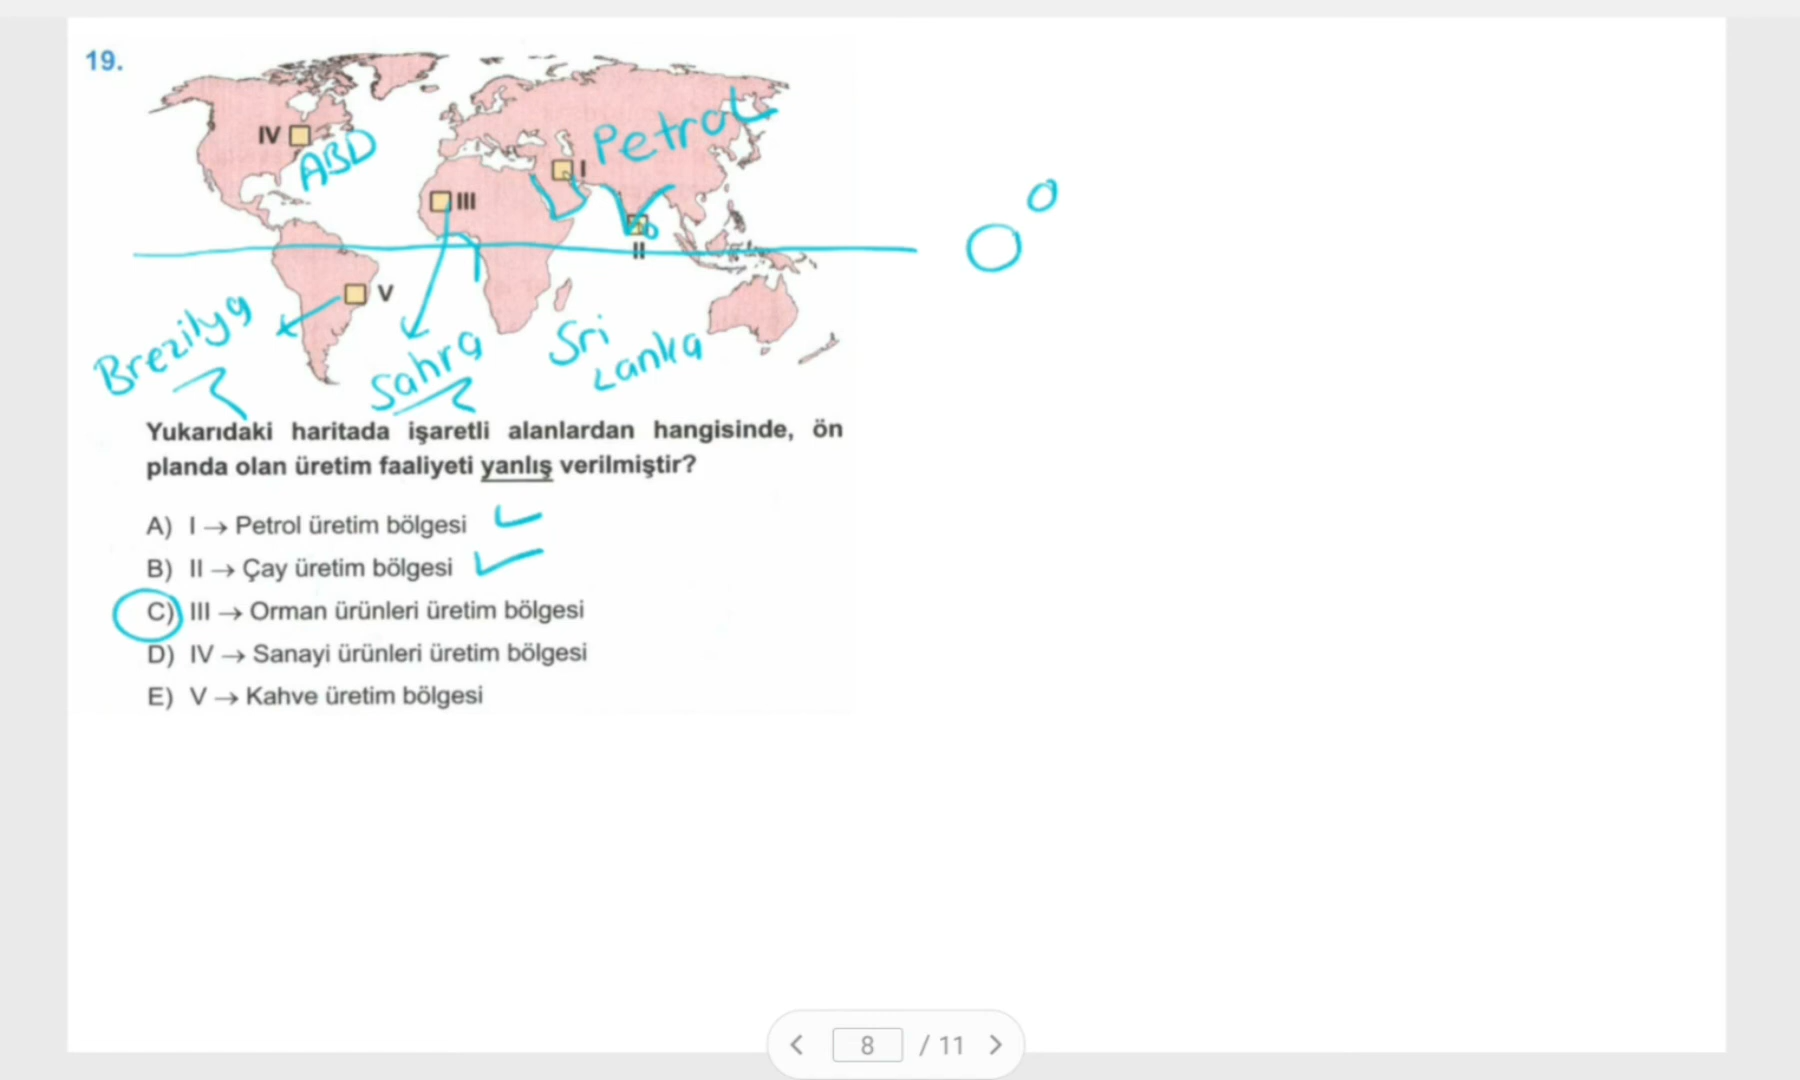 19.
Petrol
IV
ABD
I
III
II
V
Brezilya
Sahra
Sri
Lanka
Yukarıdaki haritada işaretli alanlardan hangisinde, ön
planda olan üretim faaliyeti yanlış verilmiştir?
A) I → Petrol üretim bölgesi
B) II → Çay üretim bölgesi
C) III → Orman ürünleri üretim bölgesi
D) IV → Sanayi ürünleri üretim bölgesi
E) V → Kahve üretim bölgesi
8 / 11